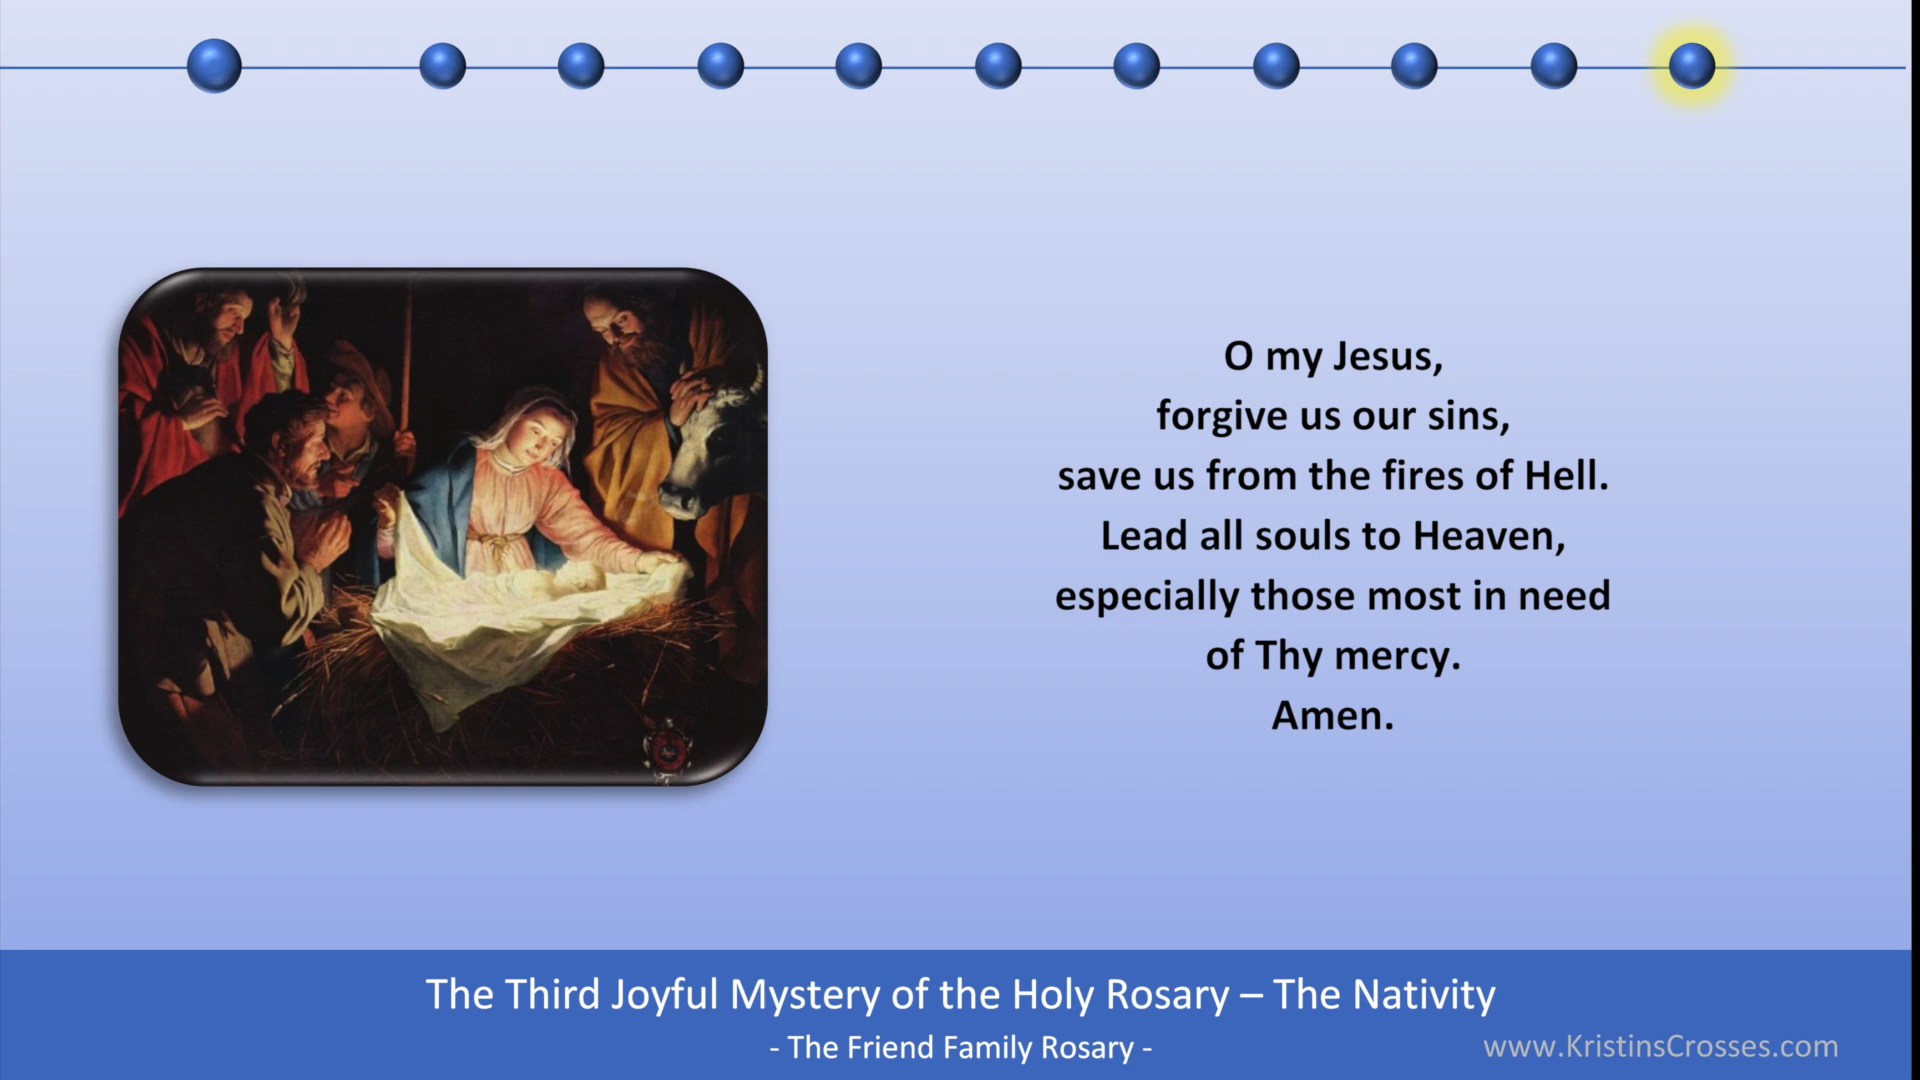 O my Jesus,
forgive us our sins,
save us from the fires of Hell.
Lead all souls to Heaven,
especially those most in need
of Thy mercy.
Amen.
The Third Joyful Mystery of the Holy Rosary – The Nativity
- The Friend Family Rosary -
www.KristinsCrosses.com